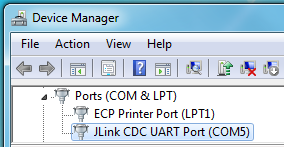 Device Manager
File Action View Help
Ports (COM & LPT)
ECP Printer Port (LPT1)
JLink CDC UART Port (COM5)